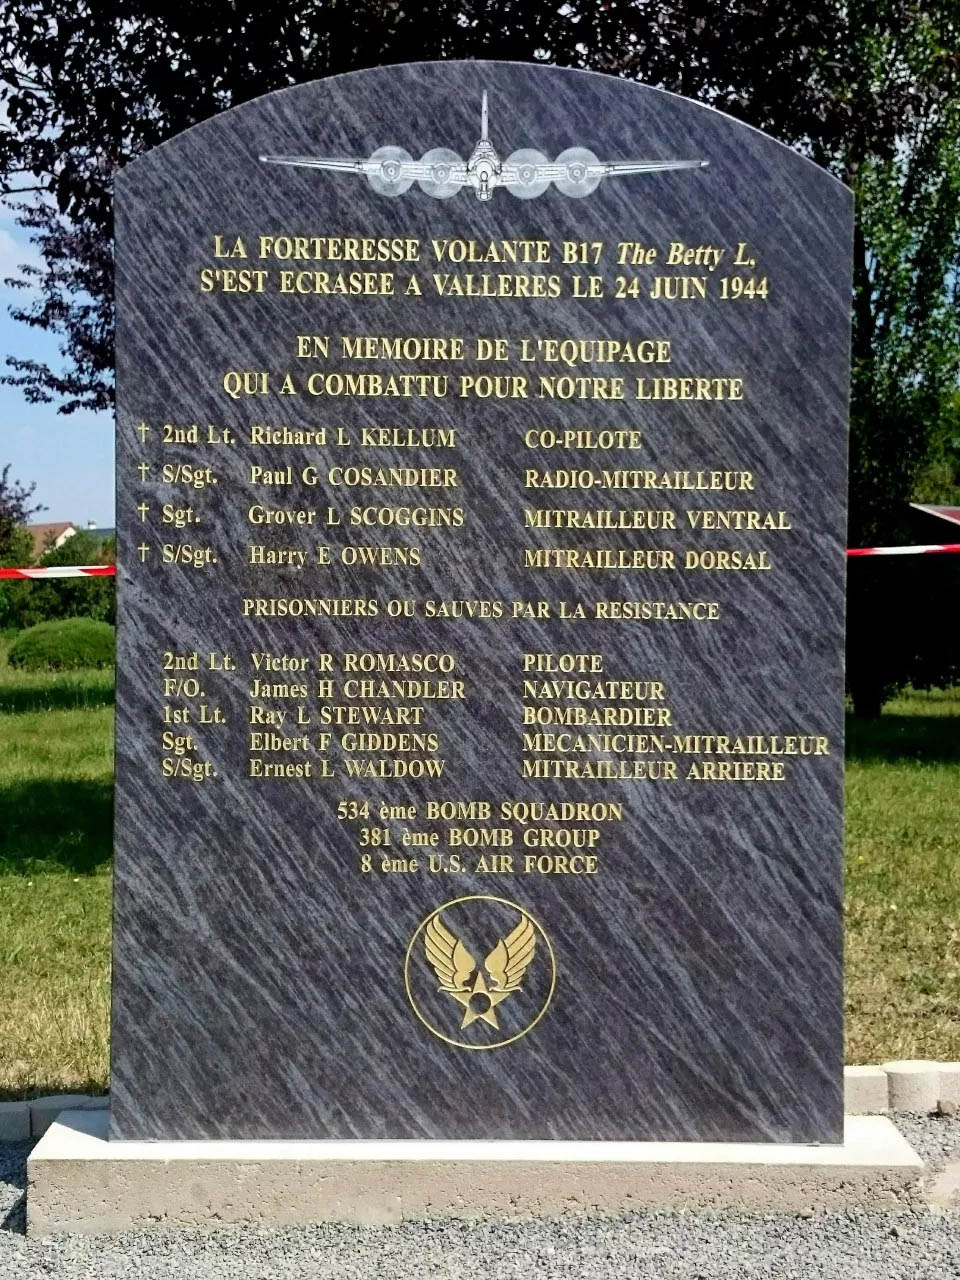 LA FORTERESSE VOLANTE B17 The Betty L,
S'EST ECRASEE A VALLERES LE 24 JUIN 1944
EN MEMOIRE DE L'EQUIPAGE
QUI A COMBATTU POUR NOTRE LIBERTE
† 2nd Lt. Richard L KELLUM CO-PILOTE
† S/Sgt. Paul G COSANDIER RADIO-MITRAILLEUR
† Sgt. Grover L SCOGGINS MITRAILLEUR VENTRAL
† S/Sgt. Harry E OWENS MITRAILLEUR DORSAL
PRISONNIERS OU SAUVES PAR LA RESISTANCE
2nd Lt. Victor R ROMASCO PILOTE
F/O. James H CHANDLER NAVIGATEUR
1st Lt. Ray L STEWART BOMBARDIER
Sgt. Elbert F GIDDENS MECANICIEN-MITRAILLEUR
S/Sgt. Ernest L WALDOW MITRAILLEUR ARRIERE
534 ème BOMB SQUADRON
381 ème BOMB GROUP
8 ème U.S. AIR FORCE